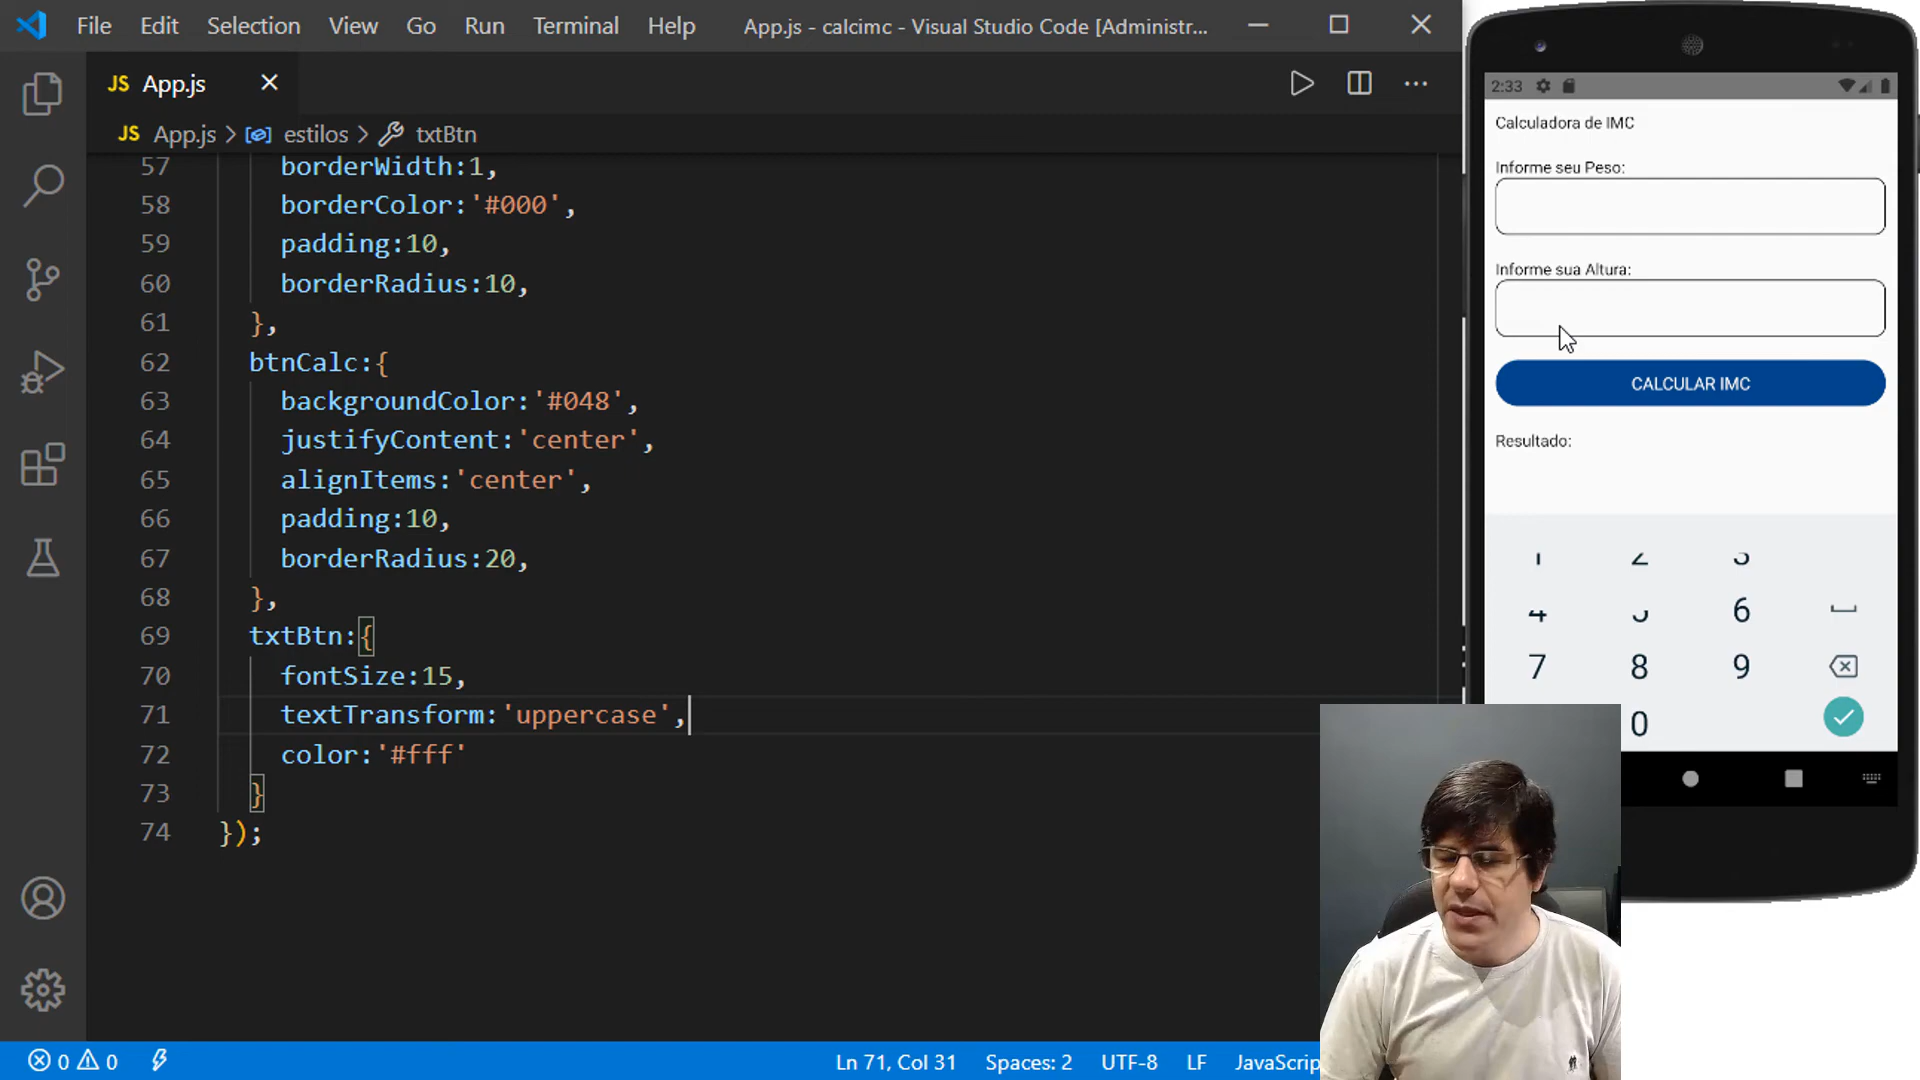 File Edit Selection View Go Run Terminal Help App.js - calcimc - Visual Studio Code [Administr...
JS App.js
JS App.js > estilos > txtBtn
57 borderWidth:1,
58 borderColor:'#000',
59 padding:10,
60 borderRadius:10,
61 },
62 btnCalc:{
63 backgroundColor:'#048',
64 justifyContent:'center',
65 alignItems:'center',
66 padding:10,
67 borderRadius:20,
68 },
69 txtBtn:{
70 fontSize:15,
71 textTransform:'uppercase',
72 color:'#fff'
73 }
74 });
0 0 Ln 71, Col 31 Spaces: 2 UTF-8 LF JavaScrip
2:33
Calculadora de IMC
Informe seu Peso:
Informe sua Altura:
CALCULAR IMC
Resultado:
6
7 8 9
0